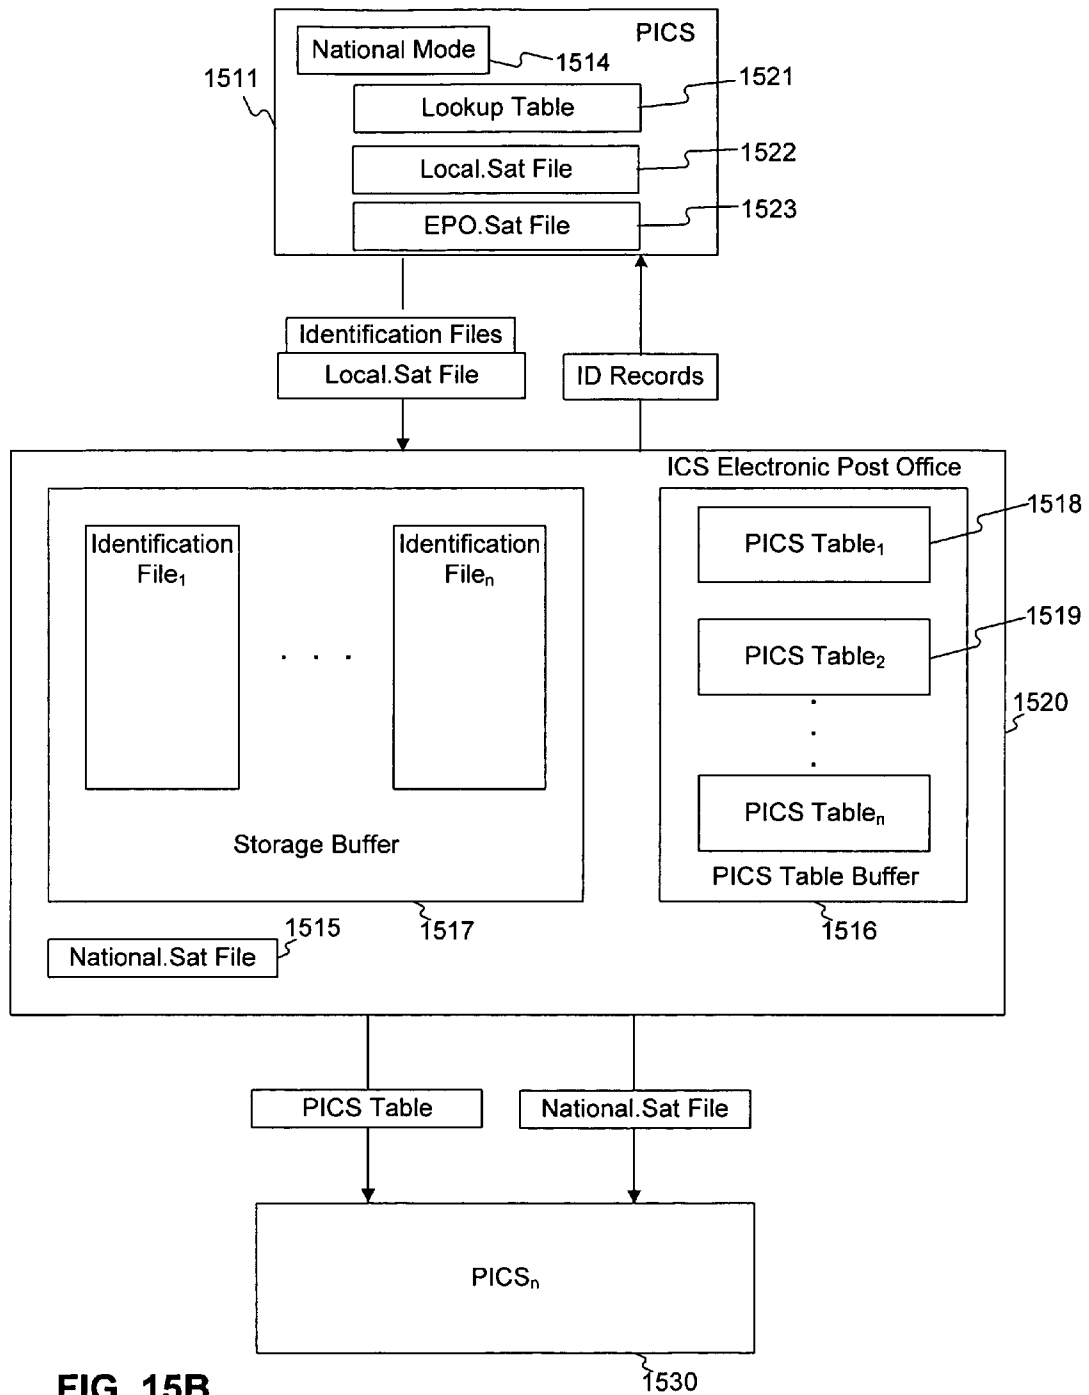 PICS
National Mode
1514
1511
1521
Lookup Table
Local.Sat File
1522
EPO.Sat File
1523
Identification Files
Local.Sat File
ID Records
ICS Electronic Post Office
Identification
File₁
Identification
Fileₙ
. . .
Storage Buffer
1517
PICS Table₁
1518
PICS Table₂
1519
1520
.
.
.
PICS Tableₙ
PICS Table Buffer
1516
1515
National.Sat File
PICS Table
National.Sat File
PICSₙ
1530
FIG. 15B